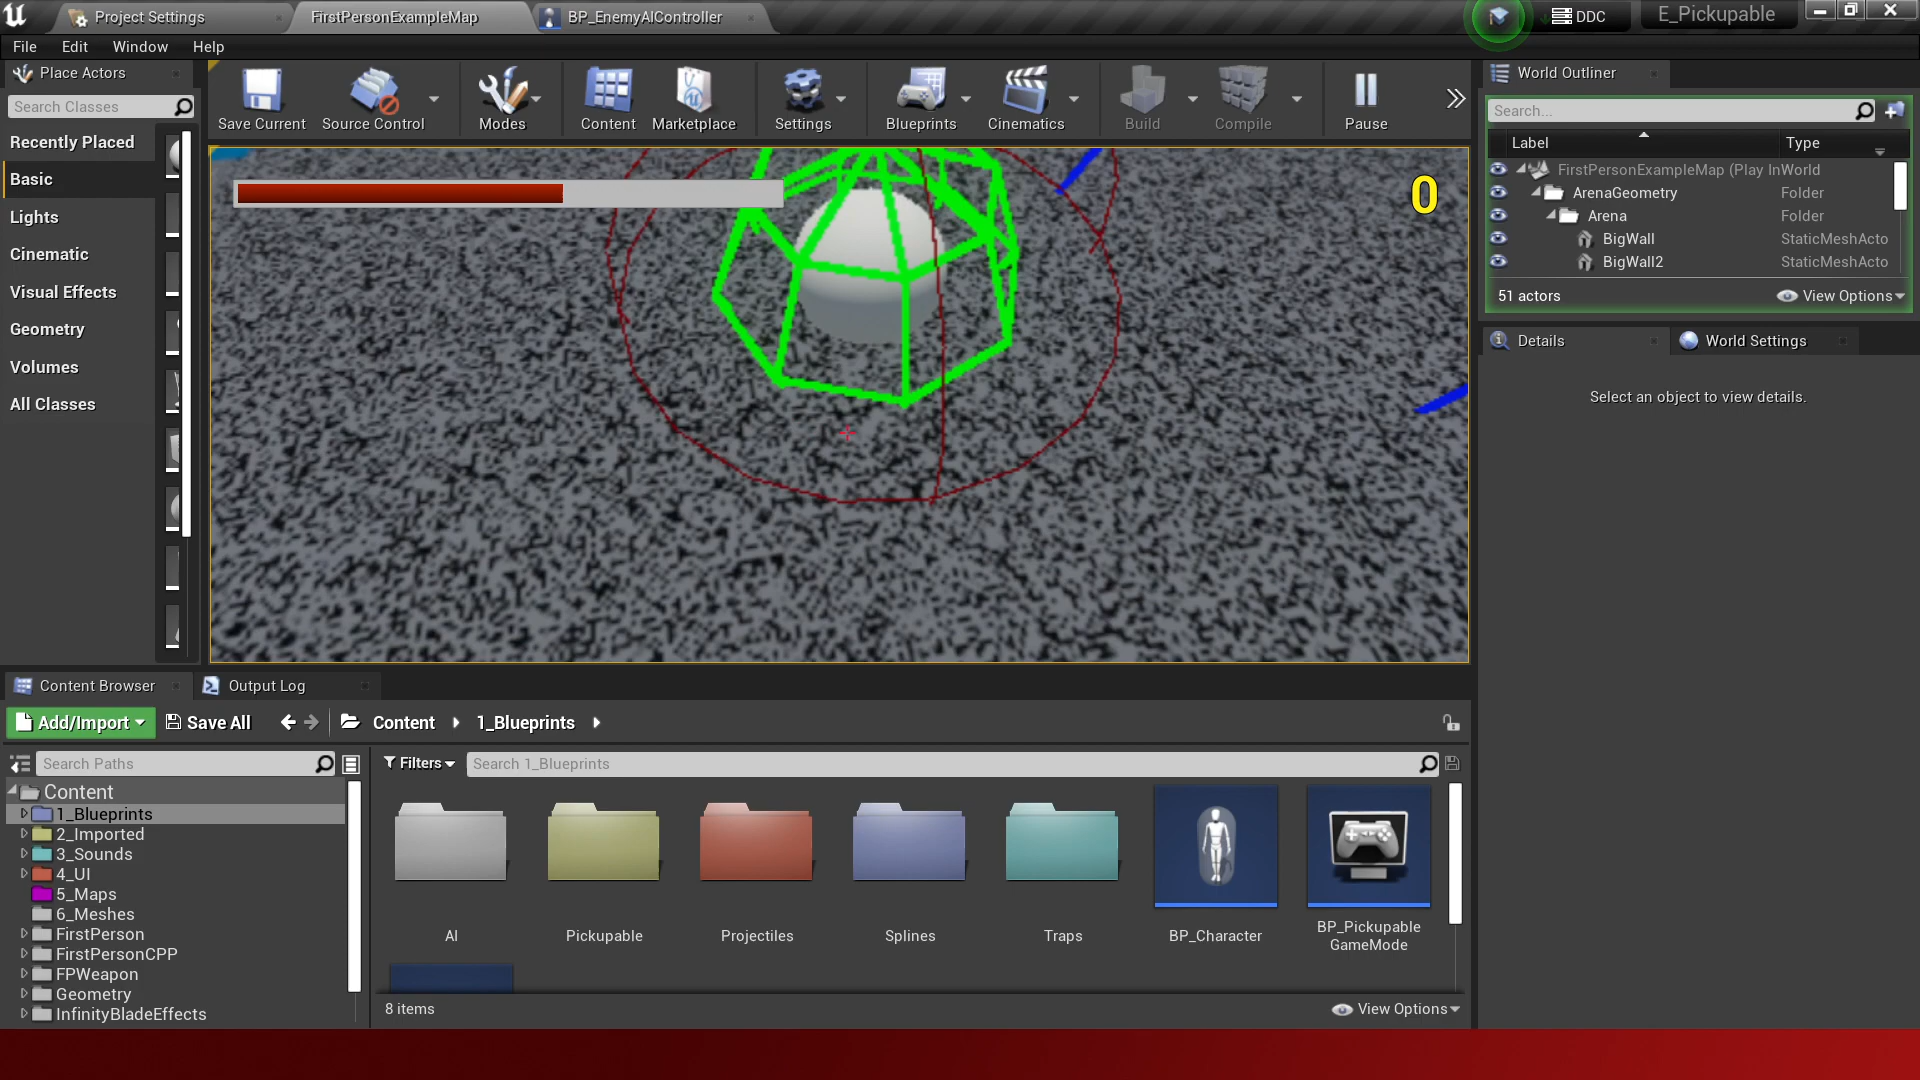 Project Settings
FirstPersonExampleMap
BP_EnemyAIController
DDC
E_Pickupable
File Edit Window Help
Place Actors
Search Classes
Recently Placed
Basic
Lights
Cinematic
Visual Effects
Geometry
Volumes
All Classes
Save Current
Source Control
Modes
Content
Marketplace
Settings
Blueprints
Cinematics
Build
Compile
Pause
0
World Outliner
Search...
Label Type
FirstPersonExampleMap (Play In World
ArenaGeometry Folder
Arena Folder
BigWall StaticMeshActo
BigWall2 StaticMeshActo
51 actors View Options
Details
World Settings
Select an object to view details.
Content Browser
Output Log
Add/Import Save All Content 1_Blueprints
Search Paths
Filters
Search 1_Blueprints
Content
1_Blueprints
2_Imported
3_Sounds
4_UI
5_Maps
6_Meshes
FirstPerson
FirstPersonCPP
FPWeapon
Geometry
InfinityBladeEffects
AI
Pickupable
Projectiles
Splines
Traps
BP_Character
BP_Pickupable
GameMode
8 items View Options